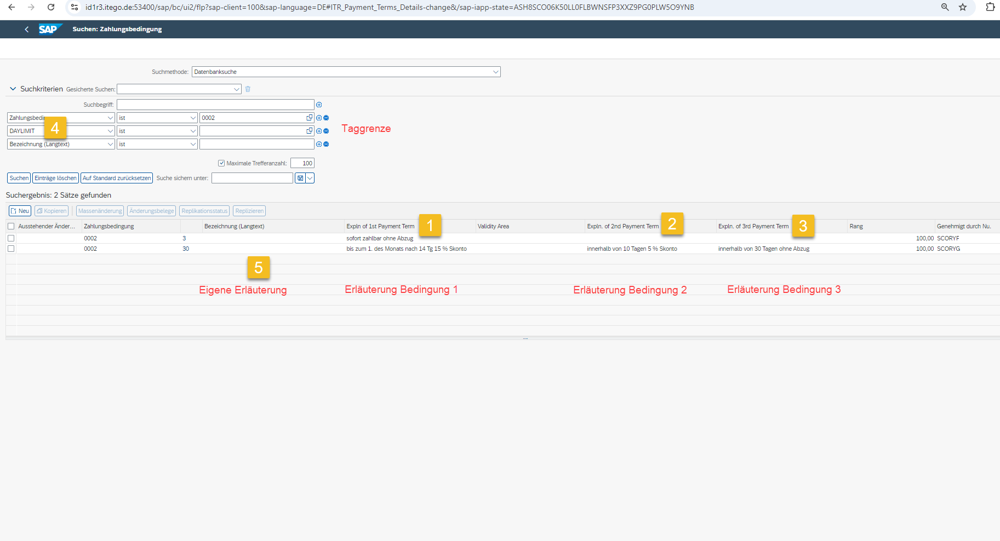 id1r3.itego.de:53400/sap/bc/ui2/flp?sap-client=100&sap-language=DE#ITR_Payment_Terms_Details-change&/sap-iapp-state=ASH8SCO06K50LL0FLBWNSFP3XXZ9PG0PLW5O9YNB
SAP Suchen: Zahlungsbedingung
Suchmethode: Datenbanksuche
Suchkriterien Gesicherte Suchen:
Suchbegriff:
Zahlungsbedin ist 0002
4
DAYLIMIT ist Taggrenze
Bezeichnung (Langtext) ist
Maximale Trefferanzahl: 100
Suchen Einträge löschen Auf Standard zurücksetzen Suche sichern unter:
Suchergebnis: 2 Sätze gefunden
Neu Kopieren Massenänderung Änderungsbelege Replikationsstatus Replizieren
Ausstehender Änder... Zahlungsbedingung Bezeichnung (Langtext) Expln of 1st Payment Term 1 Validity Area Expln. of 2nd Payment Term 2 Expln. of 3rd Payment Term 3 Rang Genehmigt durch Nu.
0002 3 sofort zahlbar ohne Abzug 100,00 SCORYF
0002 30 bis zum 1. des Monats nach 14 Tg 15 % Skonto innerhalb von 10 Tagen 5 % Skonto innerhalb von 30 Tagen ohne Abzug 100,00 SCORYG
5
Eigene Erläuterung Erläuterung Bedingung 1 Erläuterung Bedingung 2 Erläuterung Bedingung 3